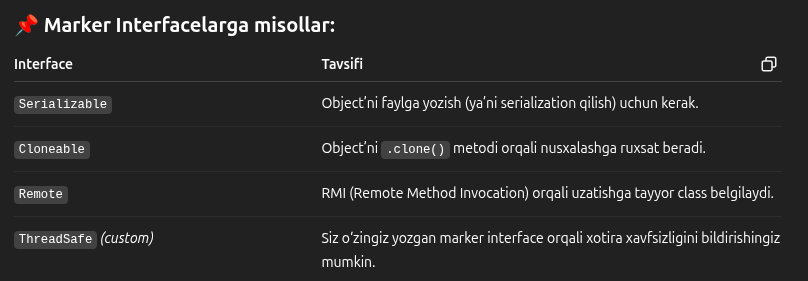 📌 Marker Interfacelarga misollar:
Interface Tavsifi
Serializable Object’ni faylga yozish (ya’ni serialization qilish) uchun kerak.
Cloneable Object’ni .clone() metodi orqali nusxalashga ruxsat beradi.
Remote RMI (Remote Method Invocation) orqali uzatishga tayyor class belgilaydi.
ThreadSafe (custom) Siz o‘zingiz yozgan marker interface orqali xotira xavfsizligini bildirishingiz
mumkin.